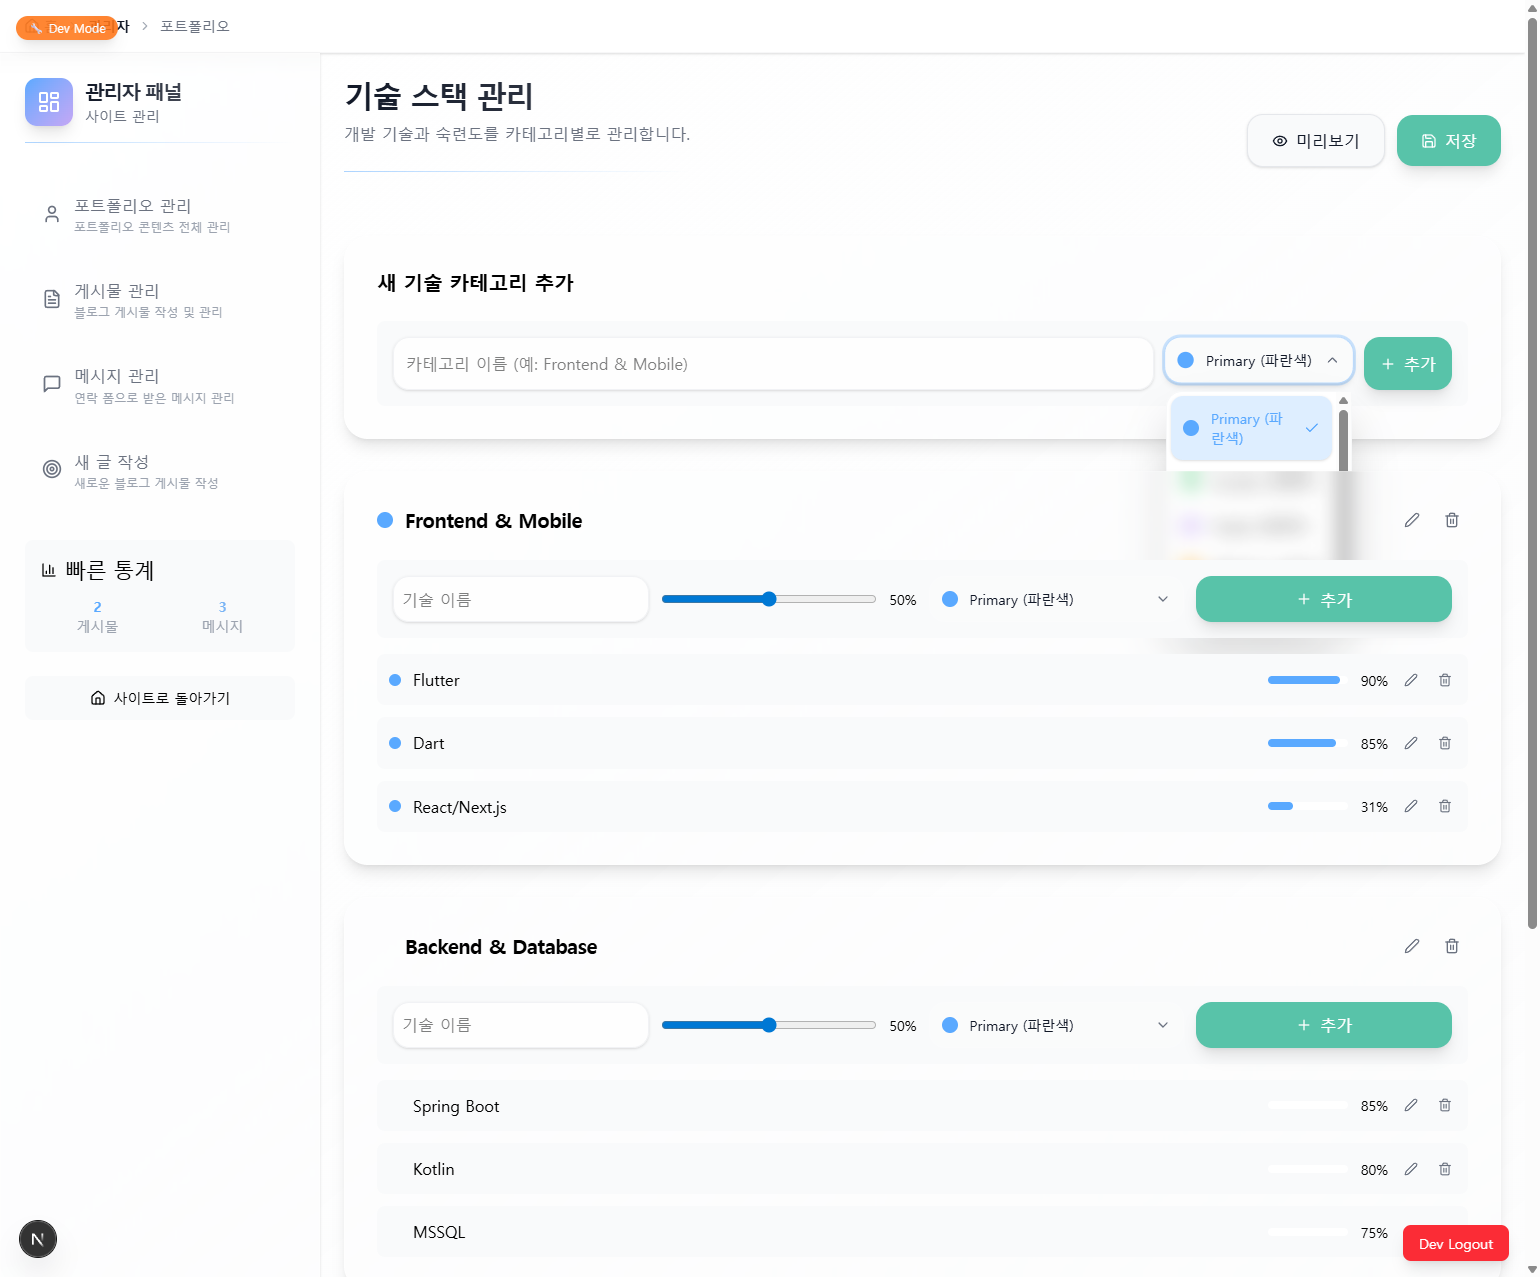 Dev Mode
자
포트폴리오
관리자 패널
사이트 관리
포트폴리오 관리
포트폴리오 콘텐츠 전체 관리
게시물 관리
블로그 게시물 작성 및 관리
메시지 관리
연락 폼으로 받은 메시지 관리
새 글 작성
새로운 블로그 게시물 작성
빠른 통계
2
게시물
3
메시지
사이트로 돌아가기
N
기술 스택 관리
개발 기술과 숙련도를 카테고리별로 관리합니다.
미리보기
저장
새 기술 카테고리 추가
카테고리 이름 (예: Frontend & Mobile)
Primary (파란색)
추가
Primary (파
란색)
Frontend & Mobile
기술 이름
50%
Primary (파란색)
추가
Flutter
90%
Dart
85%
React/Next.js
31%
Backend & Database
기술 이름
50%
Primary (파란색)
추가
Spring Boot
85%
Kotlin
80%
MSSQL
75%
Dev Logout